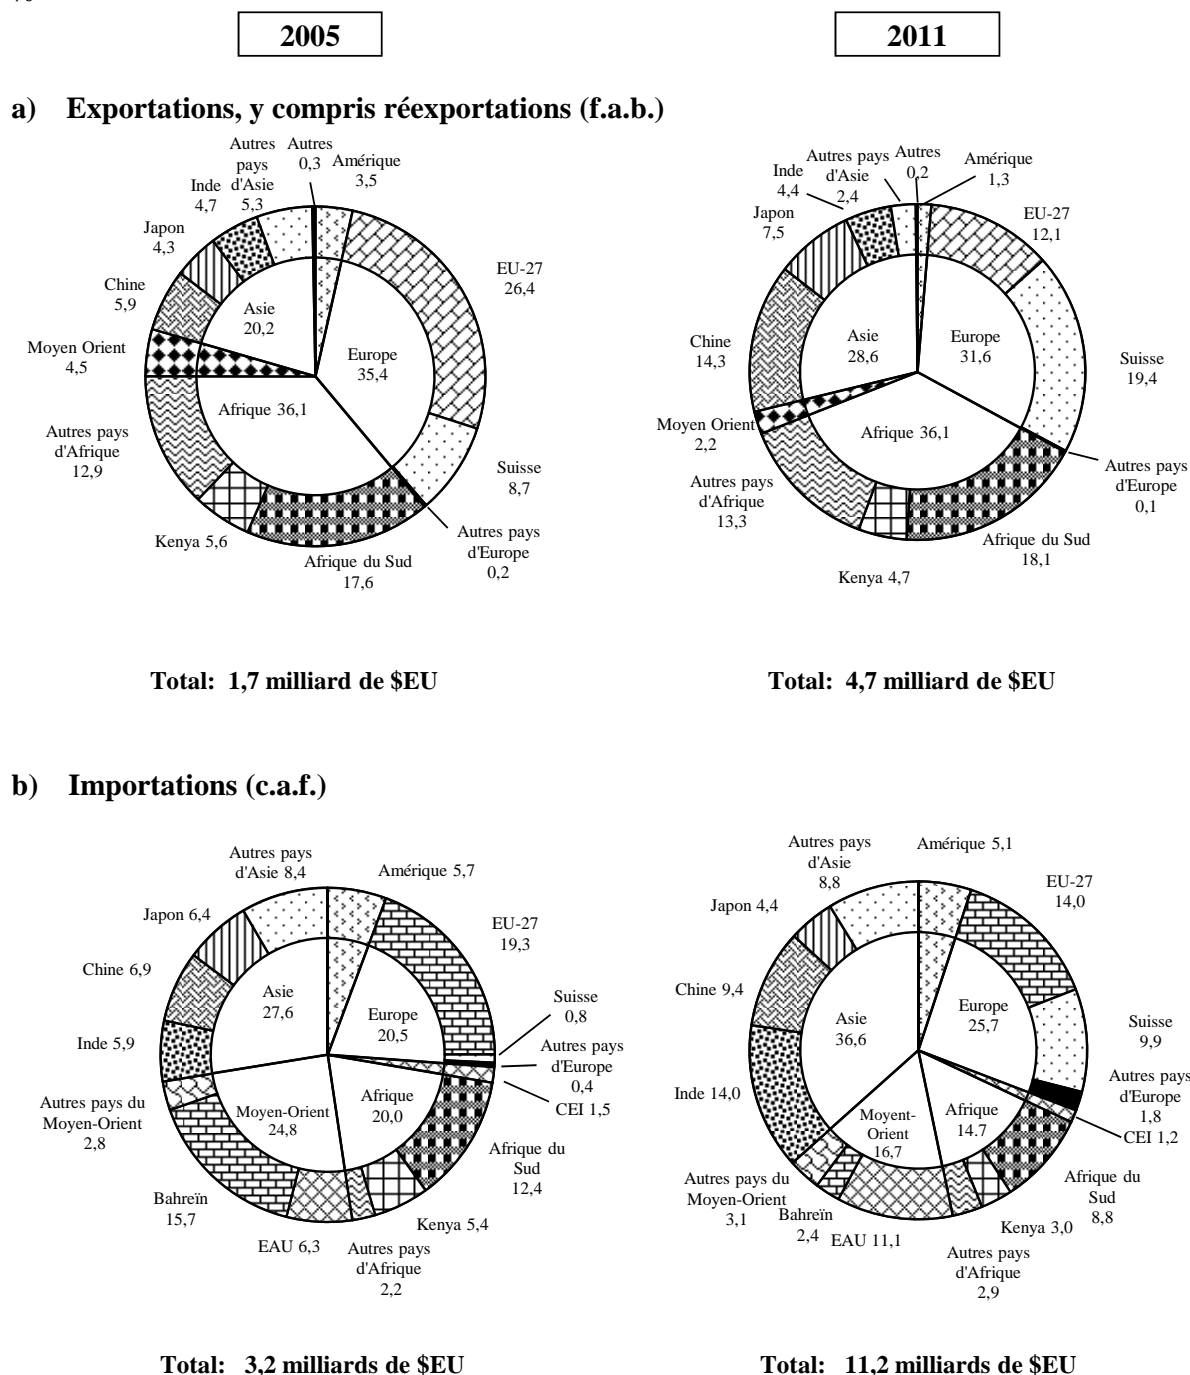 2005
2011
a) Exportations, y compris réexportations (f.a.b.)
Autres
pays
d'Asie
5,3
Autres
0,3
Amérique
3,5
Inde
4,7
Japon
4,3
Chine
5,9
Moyen Orient
4,5
Autres pays
d'Afrique
12,9
Kenya 5,6
Afrique du Sud
17,6
Autres pays
d'Europe
0,2
Suisse
8,7
EU-27
26,4
Asie
20,2
Europe
35,4
Afrique 36,1
Autres pays
d'Asie
2,4
Autres
0,2
Amérique
1,3
Inde
4,4
Japon
7,5
EU-27
12,1
Chine
14,3
Suisse
19,4
Moyen Orient
2,2
Autres pays
d'Afrique
13,3
Kenya 4,7
Afrique du Sud
18,1
Autres pays
d'Europe
0,1
Asie
28,6
Europe
31,6
Afrique 36,1
Total: 1,7 milliard de $EU
Total: 4,7 milliard de $EU
b) Importations (c.a.f.)
Autres pays
d'Asie 8,4
Amérique 5,7
Japon 6,4
EU-27
19,3
Chine 6,9
Suisse
0,8
Inde 5,9
Autres pays
d'Europe
0,4
CEI 1,5
Autres pays du
Moyen-Orient
2,8
Afrique du
Sud
12,4
Bahreïn
15,7
Kenya 5,4
EAU 6,3
Autres pays
d'Afrique
2,2
Asie
27,6
Europe
20,5
Moyen-Orient
24,8
Afrique
20,0
Autres pays
d'Asie
8,8
Amérique 5,1
Japon 4,4
EU-27
14,0
Chine 9,4
Suisse
9,9
Inde 14,0
Autres pays
d'Europe
1,8
CEI 1,2
Autres pays du
Moyen-Orient
3,1
Afrique du
Sud
8,8
Bahreïn
2,4
EAU 11,1
Kenya 3,0
Autres pays
d'Afrique
2,9
Asie
36,6
Europe
25,7
Moyent-
Orient
16,7
Afrique
14.7
Total: 3,2 milliards de $EU
Total: 11,2 milliards de $EU